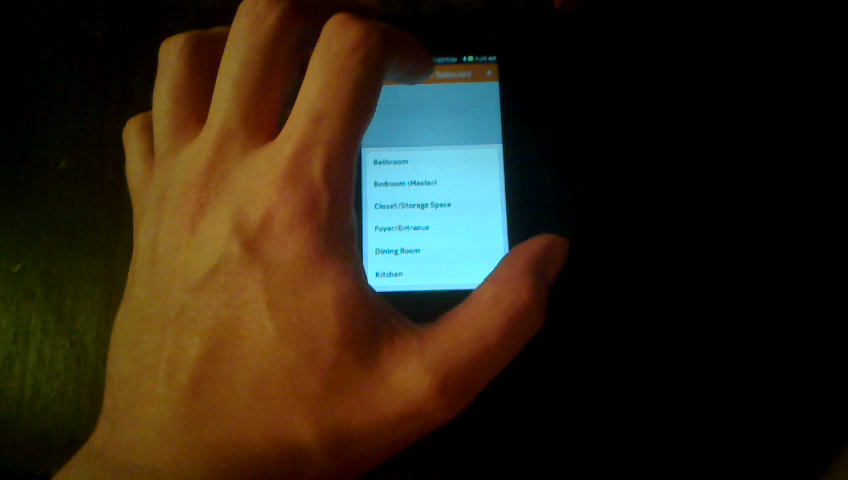 Selected
Bathroom
Bedroom (Master)
Closet/Storage Space
Foyer/Entrance
Dining Room
Kitchen